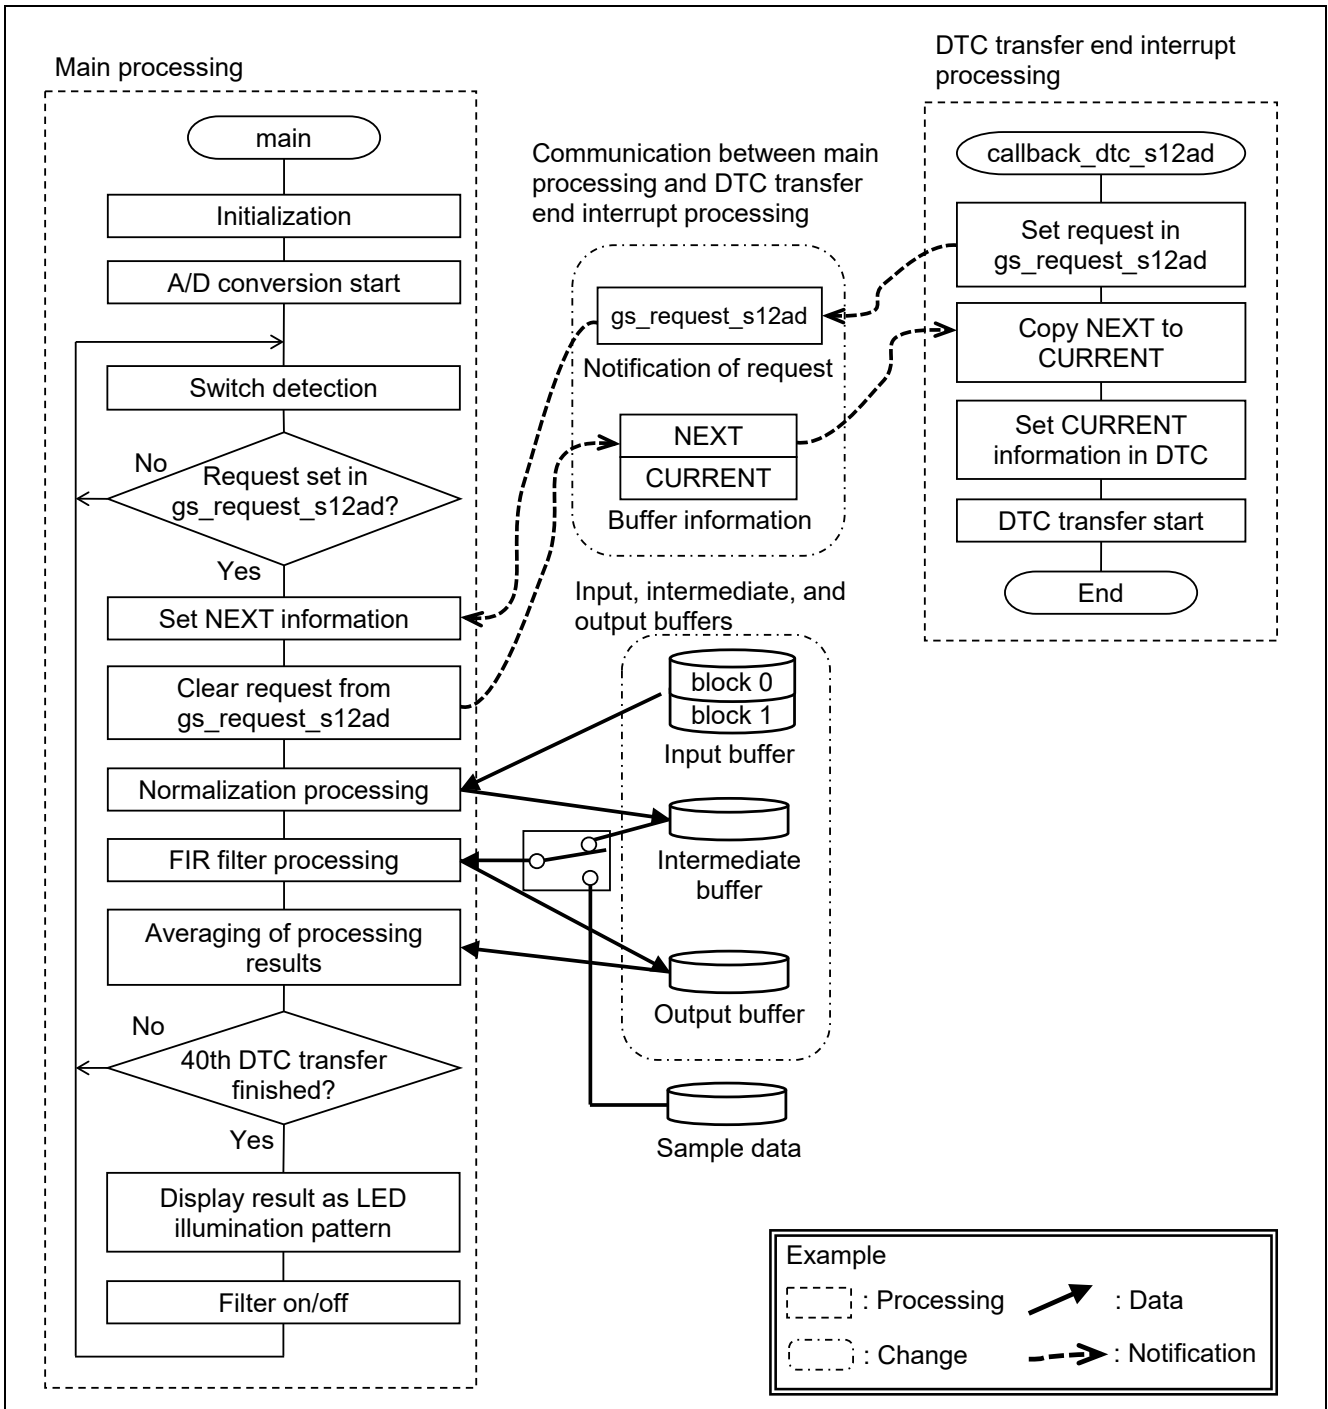 Main processing
main
Initialization
A/D conversion start
Switch detection
No
Request set in
gs_request_s12ad?
Yes
Set NEXT information
Clear request from
gs_request_s12ad
Normalization processing
FIR filter processing
Averaging of processing
results
No
40th DTC transfer
finished?
Yes
Display result as LED
illumination pattern
Filter on/off
Communication between main
processing and DTC transfer
end interrupt processing
gs_request_s12ad
Notification of request
NEXT
CURRENT
Buffer information
Input, intermediate, and
output buffers
block 0
block 1
Input buffer
Intermediate
buffer
Output buffer
Sample data
DTC transfer end interrupt
processing
callback_dtc_s12ad
Set request in
gs_request_s12ad
Copy NEXT to
CURRENT
Set CURRENT
information in DTC
DTC transfer start
End
Example
: Processing
: Data
: Change
: Notification